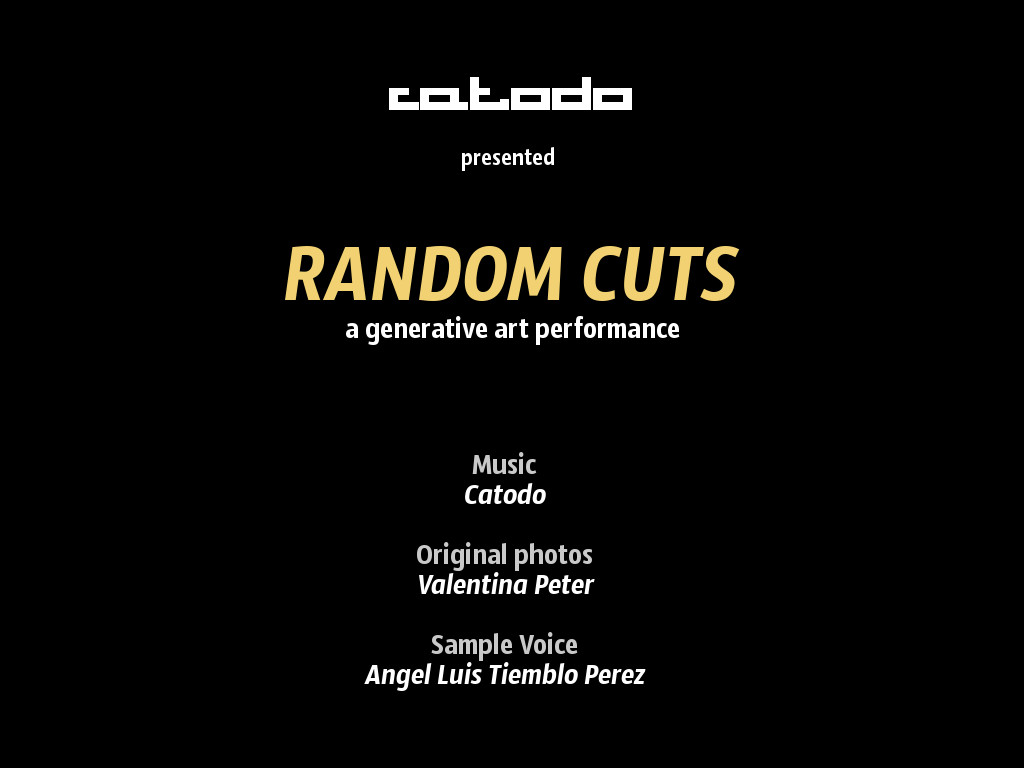 catodo
presented
RANDOM CUTS
a generative art performance
Music
Catodo
Original photos
Valentina Peter
Sample Voice
Angel Luis Tiemblo Perez